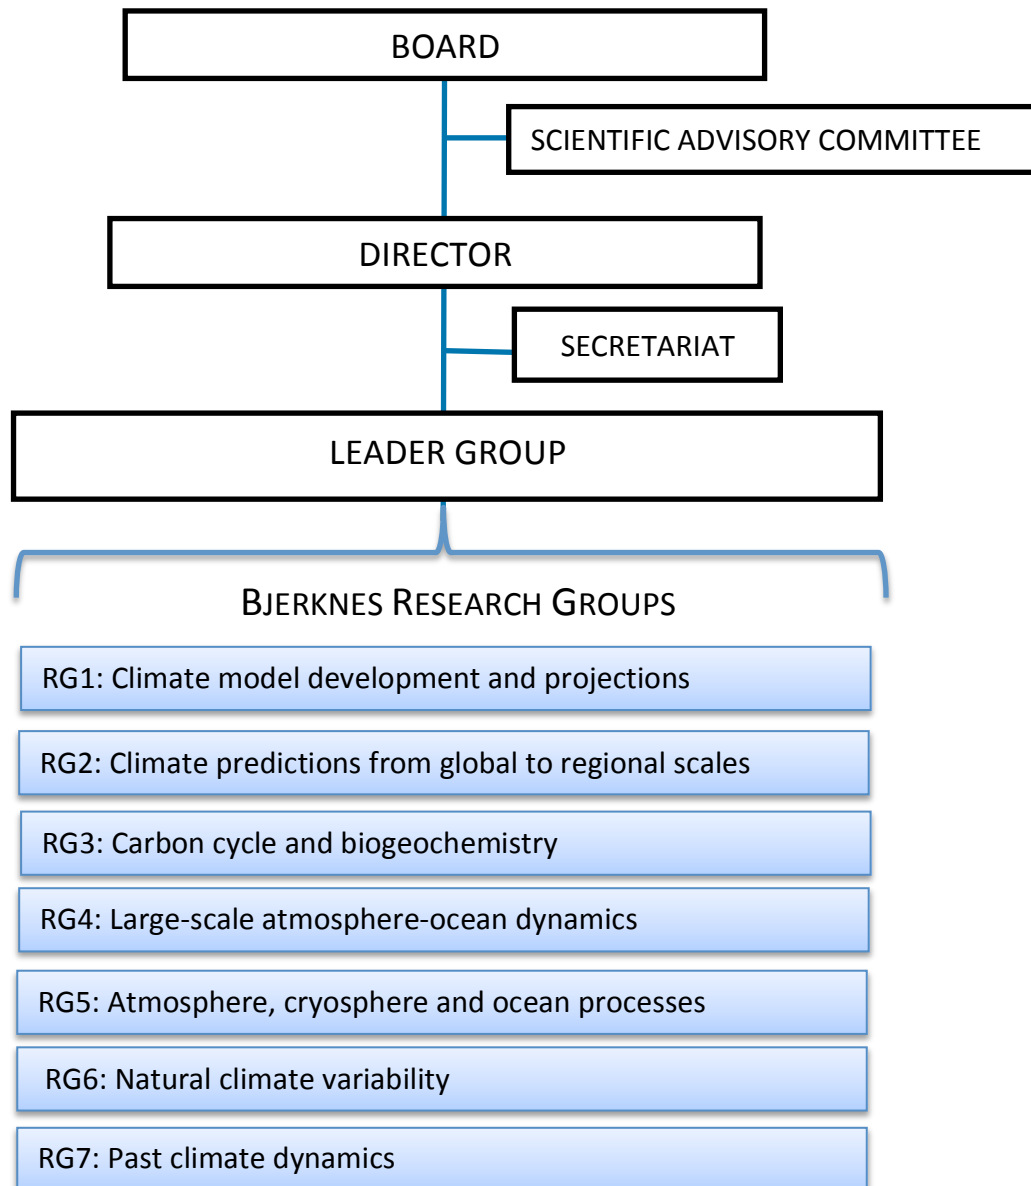 BOARD
SCIENTIFIC ADVISORY COMMITTEE
DIRECTOR
SECRETARIAT
LEADER GROUP
BJERKNES RESEARCH GROUPS
RG1: Climate model development and projections
RG2: Climate predictions from global to regional scales
RG3: Carbon cycle and biogeochemistry
RG4: Large-scale atmosphere-ocean dynamics
RG5: Atmosphere, cryosphere and ocean processes
RG6: Natural climate variability
RG7: Past climate dynamics